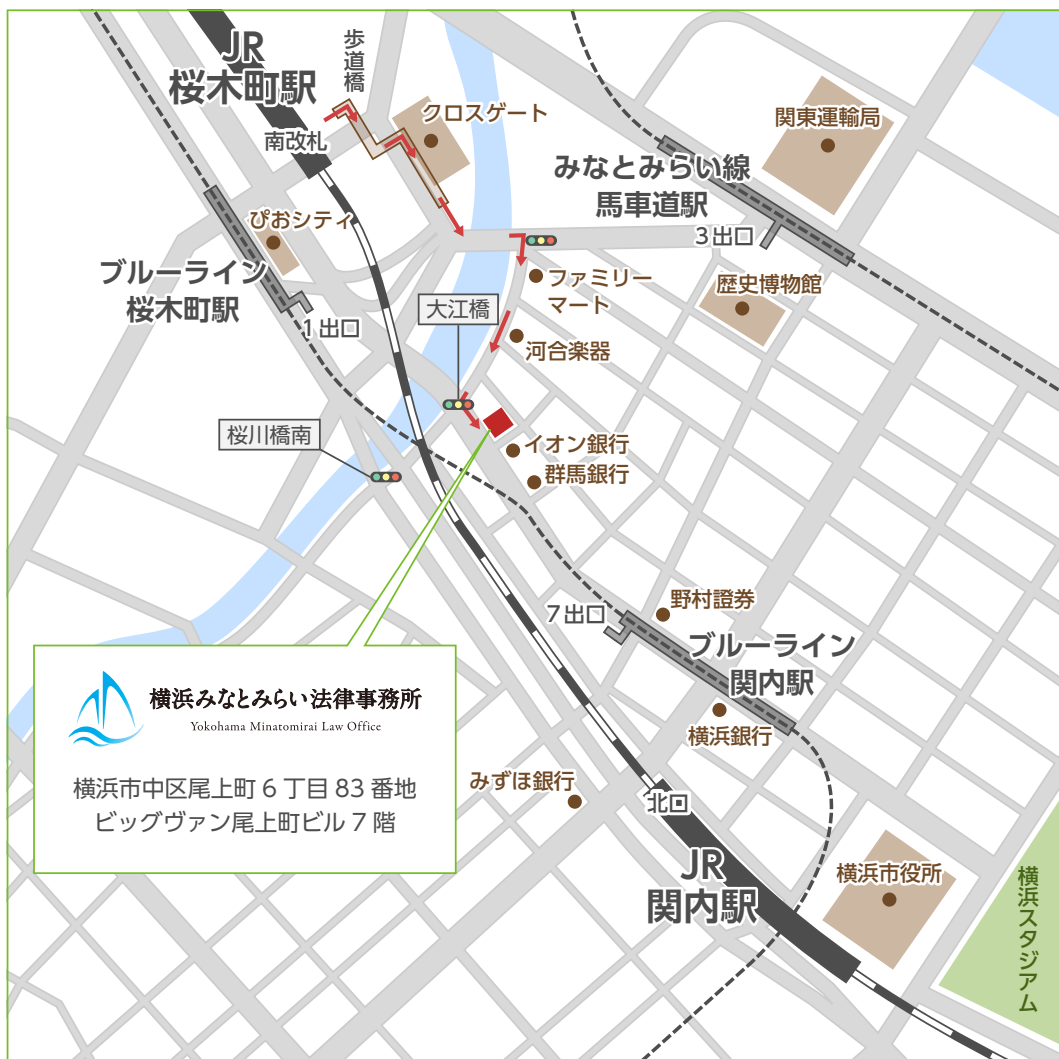 JR
桜木町駅
歩道橋
南改札
クロスゲート
関東運輸局
みなとみらい線
馬車道駅
3出口
ぴおシティ
ブルーライン
桜木町駅
1出口
大江橋
ファミリー
マート
歴史博物館
河合楽器
桜川橋南
イオン銀行
群馬銀行
野村證券
7出口
ブルーライン
関内駅
横浜銀行
横浜みなとみらい法律事務所
Yokohama Minatomirai Law Office
横浜市中区尾上町6丁目83番地
ビッグヴァン尾上町ビル7階
みずほ銀行
北口
JR
関内駅
横浜市役所
横浜スタジアム